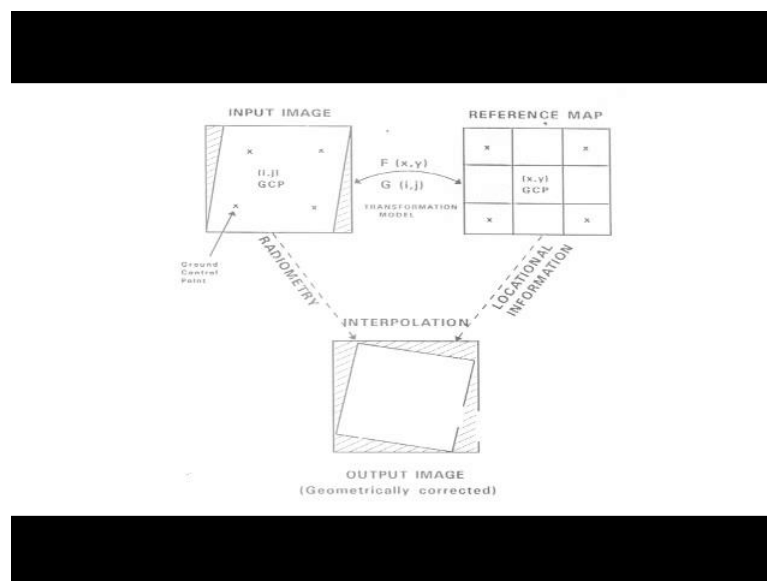 INPUT IMAGE
REFERENCE MAP
F (x,y)
G (i,j)
TRANSFORMATION
MODEL
x
x
(i,j)
GCP
x
x
x
x
(x,y)
GCP
x
x
Ground
Control
Point
RADIOMETRY
LOCATIONAL
INFORMATION
INTERPOLATION
OUTPUT IMAGE
(Geometrically corrected)